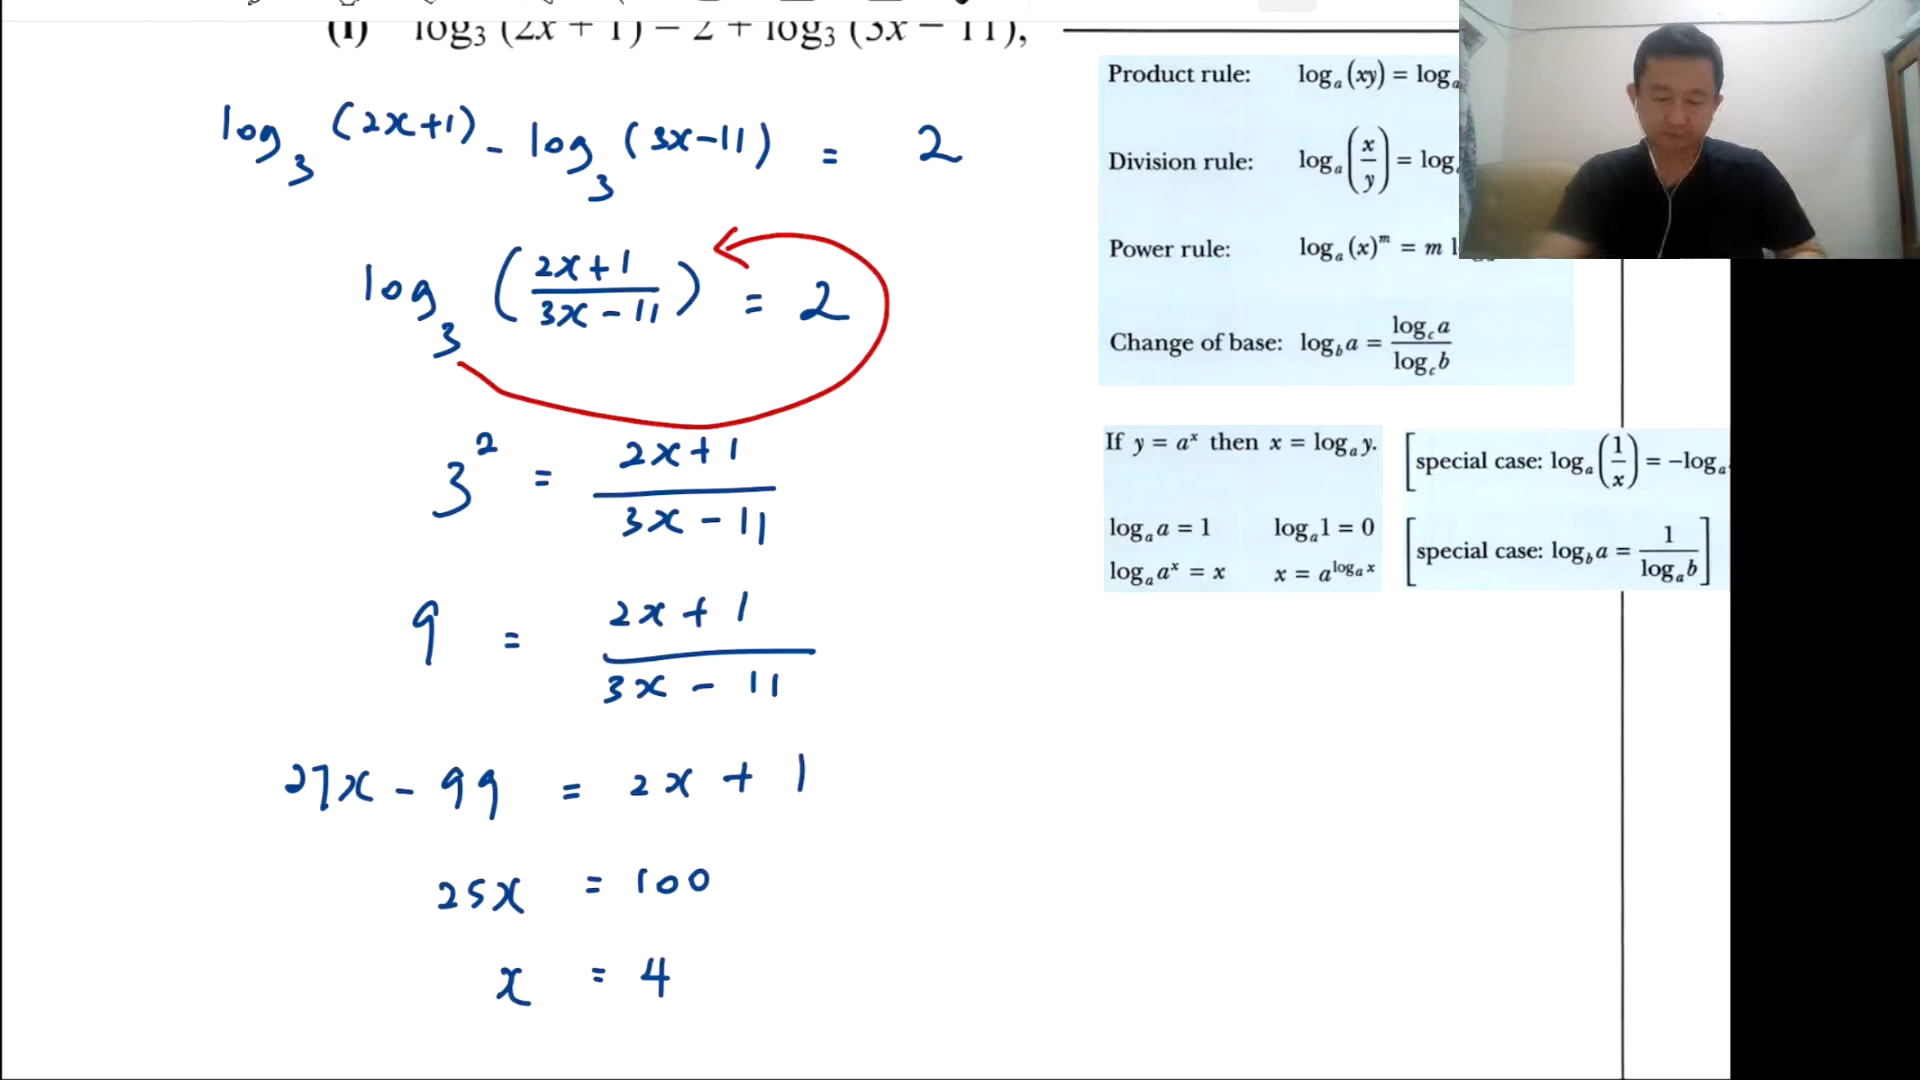 (i) log₃ (2x + 1) = 2 + log₃ (3x − 11),
log₃ (2x+1) - log₃ (3x-11) = 2
log₃ (2x+1 / 3x-11) = 2
3² = 2x+1 / 3x-11
9 = 2x+1 / 3x-11
27x - 99 = 2x + 1
25x = 100
x = 4
Product rule: logₐ (xy) = log
Division rule: logₐ (x/y) = log
Power rule: logₐ (x)ᵐ = m
Change of base: log_b a = log_c a / log_c b
If y = aˣ then x = logₐ y.
logₐ a = 1 logₐ 1 = 0
logₐ aˣ = x x = a^(logₐ x)
[special case: logₐ (1/x) = −logₐ
[special case: log_b a = 1 / logₐ b]